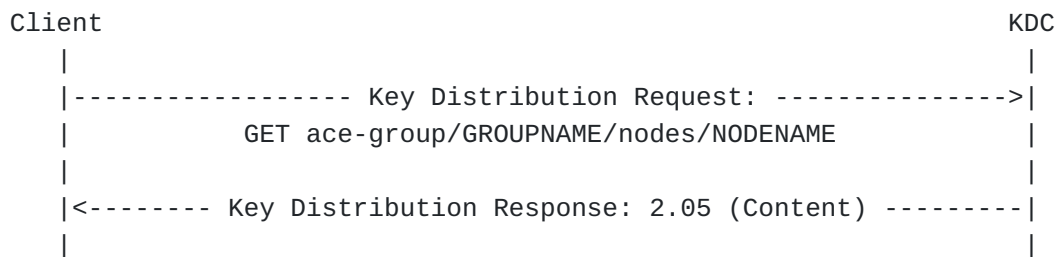 Client                                                         KDC
   |                                                            |
   |------------------ Key Distribution Request: --------------->|
   |           GET ace-group/GROUPNAME/nodes/NODENAME            |
   |                                                            |
   |<-------- Key Distribution Response: 2.05 (Content) ---------|
   |                                                            |